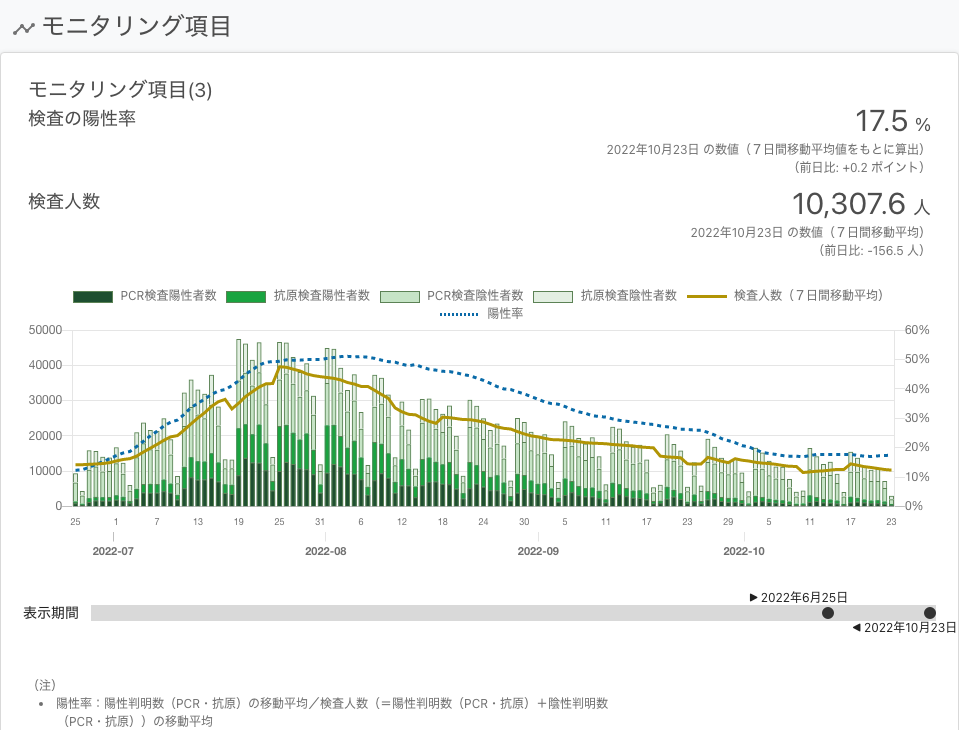 モニタリング項目
モニタリング項目(3)
検査の陽性率
17.5 %
2022年10月23日 の数値（７日間移動平均値をもとに算出）
（前日比: +0.2 ポイント）
検査人数
10,307.6 人
2022年10月23日 の数値（７日間移動平均）
（前日比: -156.5 人）
PCR検査陽性者数 抗原検査陽性者数 PCR検査陰性者数 抗原検査陰性者数 検査人数（７日間移動平均）
陽性率
50000 60%
50%
40000
40%
30000
30%
20000
20%
10000
10%
0 0%
25 1 7 13 19 25 31 6 12 18 24 30 5 11 17 23 29 5 11 17 23
2022-07 2022-08 2022-09 2022-10
▶ 2022年6月25日
表示期間
◀ 2022年10月23日
（注）
• 陽性率：陽性判明数（PCR・抗原）の移動平均／検査人数（＝陽性判明数（PCR・抗原）＋陰性判明数
（PCR・抗原））の移動平均